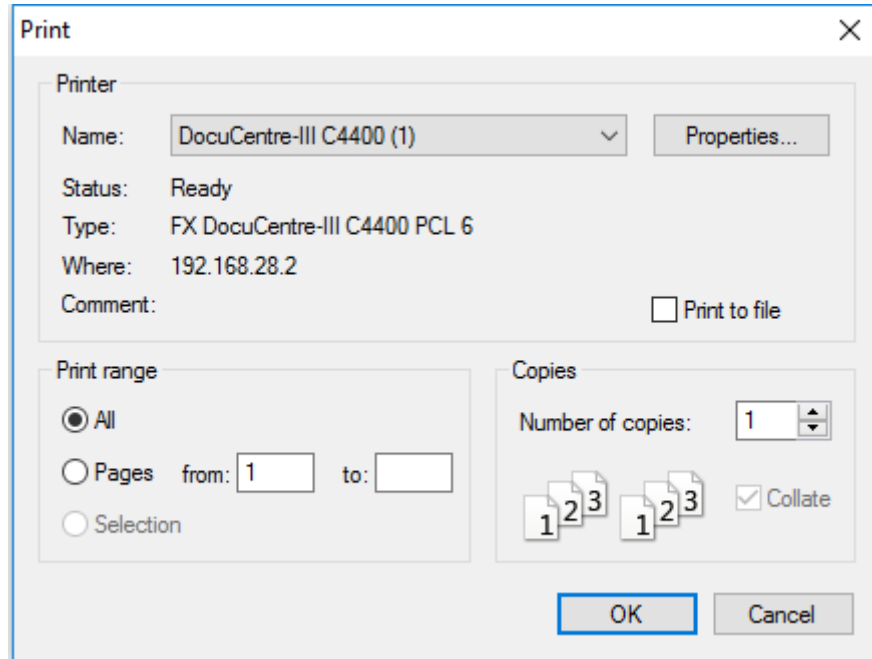 Print
Printer
Name: DocuCentre-III C4400 (1) Properties...
Status: Ready
Type: FX DocuCentre-III C4400 PCL 6
Where: 192.168.28.2
Comment: Print to file
Print range
All
Pages from: 1 to:
Selection
Copies
Number of copies: 1
1 2 3 1 2 3 Collate
OK Cancel